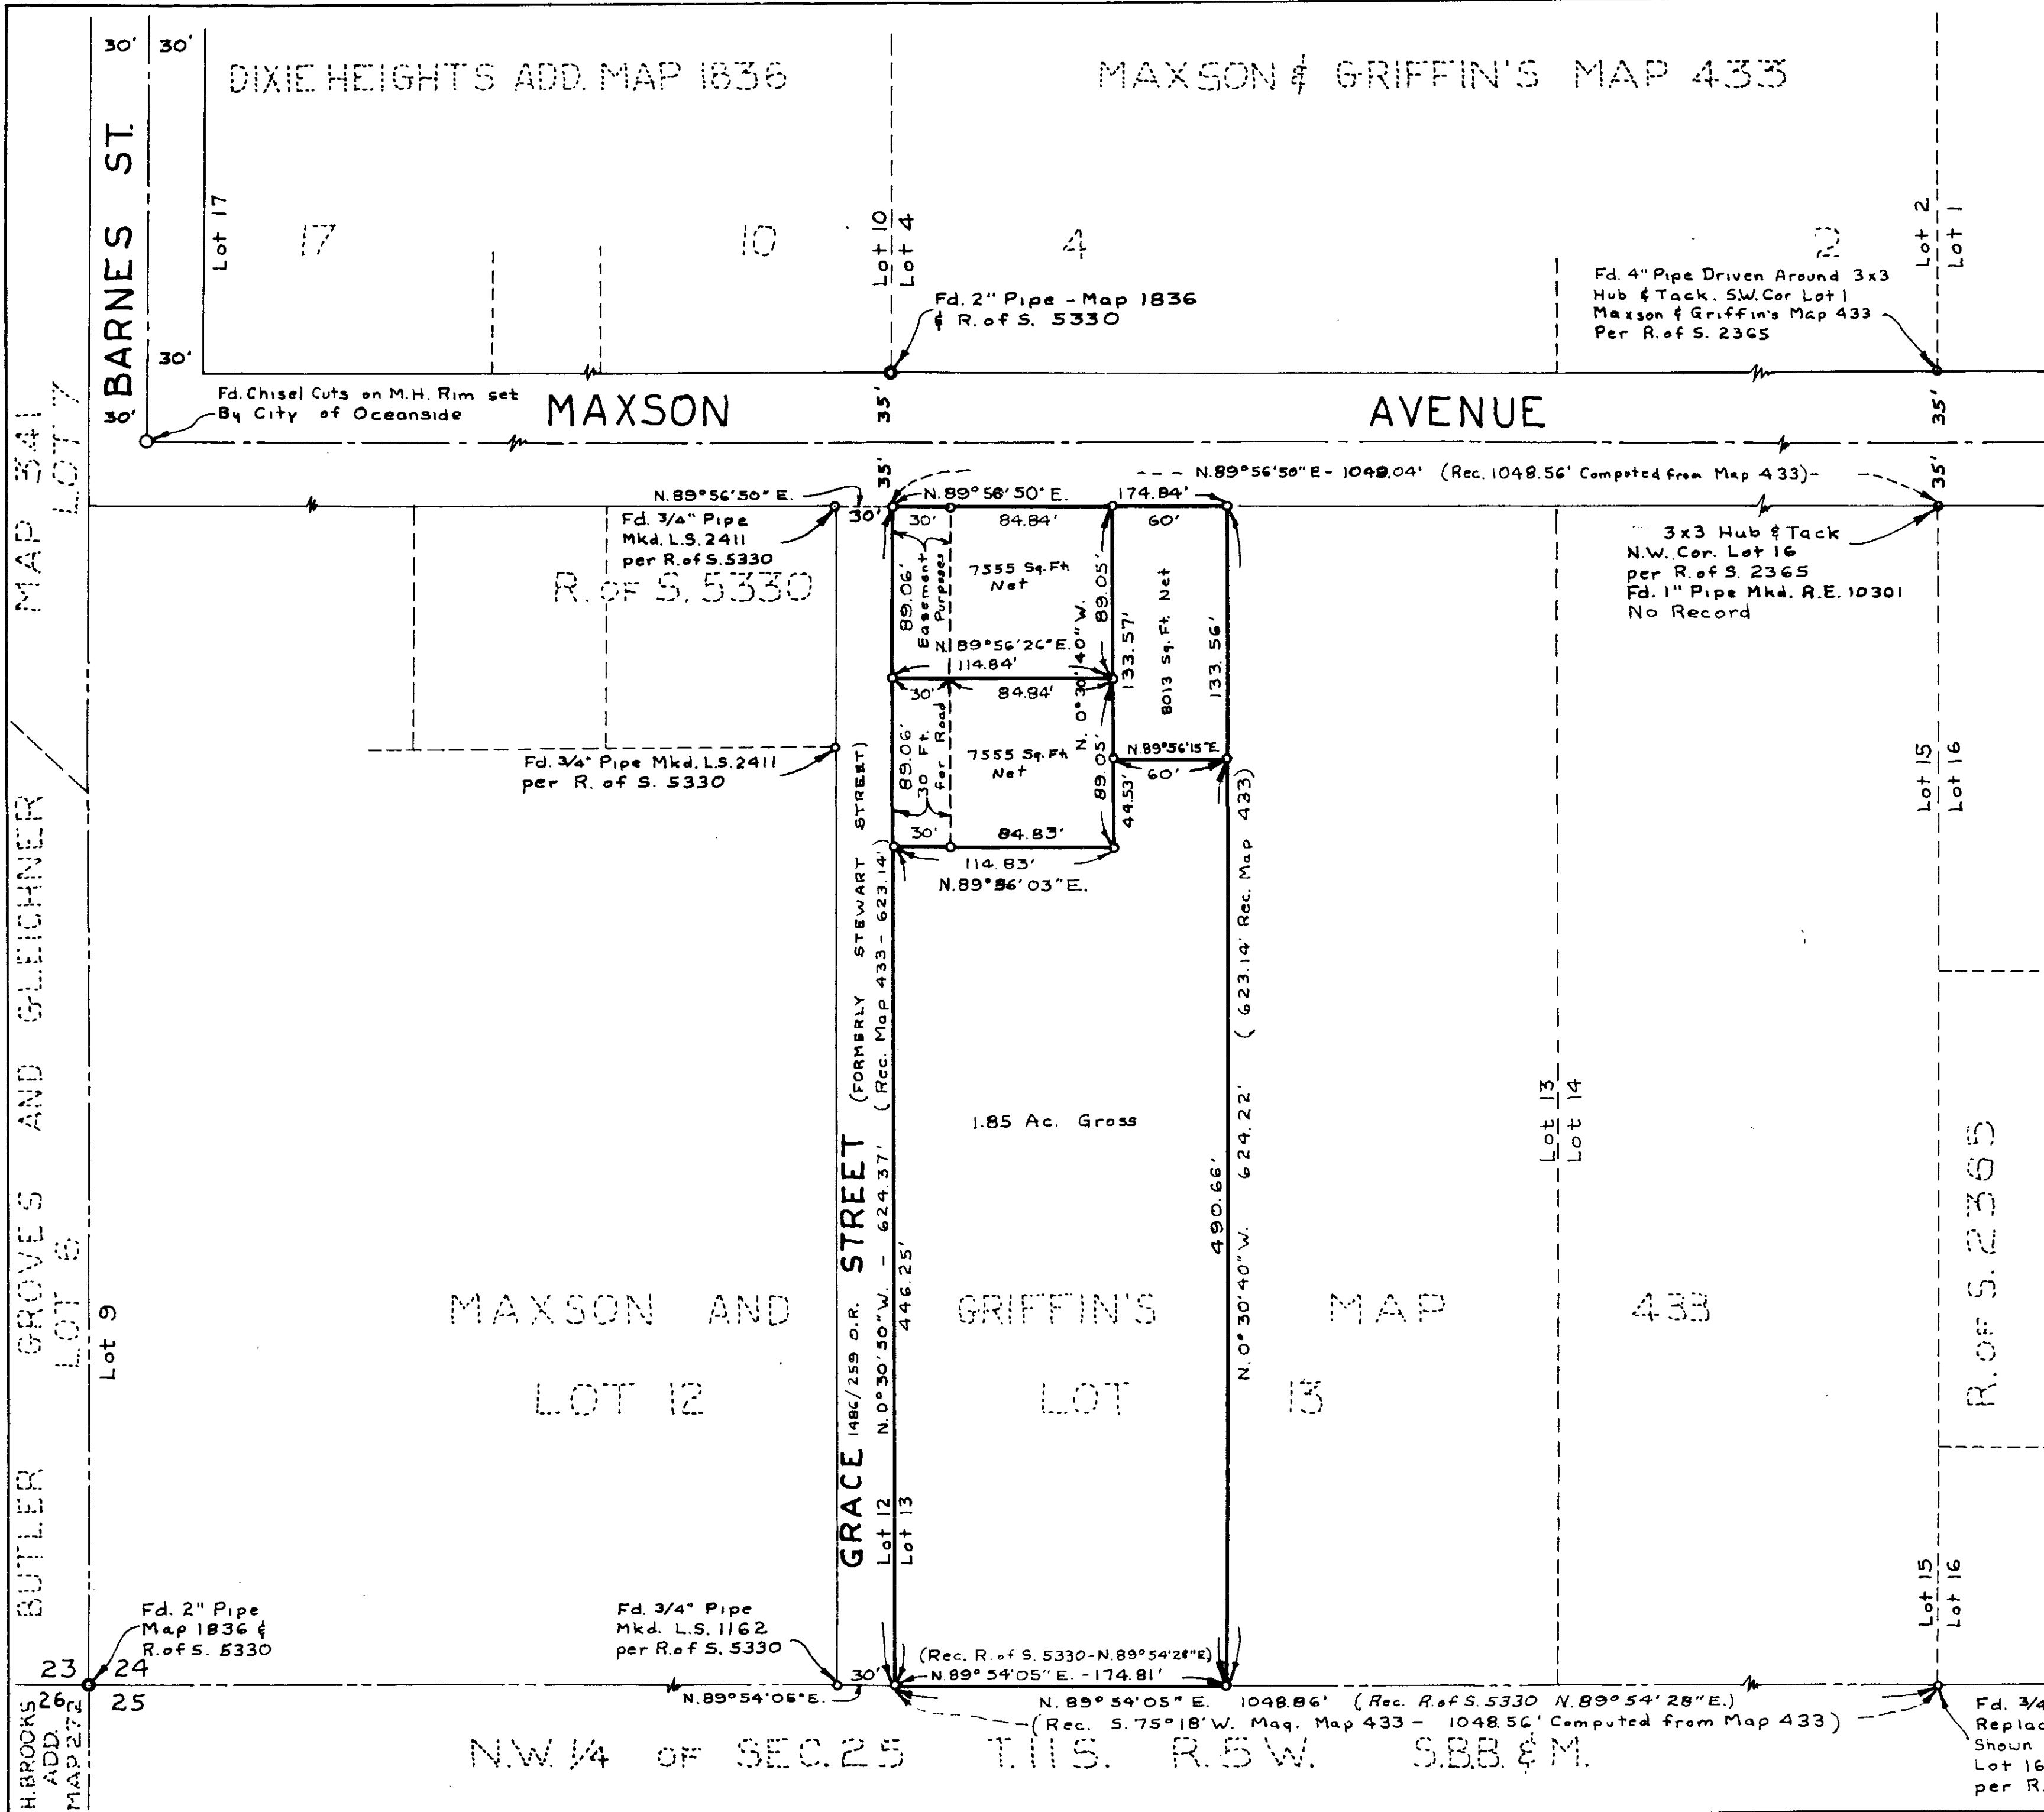 30' 30'
DIXIE HEIGHTS ADD. MAP 1836
MAXSON & GRIFFIN'S MAP 433
BARNES ST.
Lot 17
17
10
Lot 10
Lot 4
4
2
Lot 2
Lot 1
Fd. 2" Pipe - Map 1836
& R. of S. 5330
Fd. 4" Pipe Driven Around 3x3
Hub & Tack. S.W. Cor Lot 1
Maxson & Griffin's Map 433
Per R. of S. 2365
30'
30'
Fd. Chisel Cuts on M.H. Rim set
By City of Oceanside
MAXSON AVENUE
35'
35'
35'
35'
MAP 341
LOT 7
N.89°56'50"E - 1048.04' (Rec. 1048.56' Computed from Map 433)
N.89°56'50"E.
30'
N.89°56'50"E. 174.84'
30' 84.84' 60'
Fd. 3/4" Pipe
Mkd. L.S. 2411
per R. of S. 5330
R. OF S. 5330
3x3 Hub & Tack
N.W. Cor. Lot 16
per R. of S. 2365
Fd. 1" Pipe Mkd. R.E. 10301
No Record
89.06'
Easement
Purposes
7555 Sq. Ft.
Net
89.05'
133.57'
8013 Sq. Ft. Net
133.56'
N.89°56'26"E.
114.84'
N. 0°30'40"W.
30' 84.84'
89.06'
30 Ft.
for Road
7555 Sq. Ft.
Net
89.05'
44.53'
N.89°56'15"E.
60'
30' 84.83'
114.83'
N.89°56'03"E.
Fd. 3/4" Pipe Mkd. L.S. 2411
per R. of S. 5330
Lot 15
Lot 16
GRACE STREET
1486/259 O.R.
(FORMERLY STEWART STREET)
N.0°30'50"W. - 624.37' (Rec. Map 433 - 623.14')
446.25'
1.85 Ac. Gross
490.66'
N.0°30'40"W. 624.22' (623.14' Rec. Map 433)
Lot 13
Lot 14
R. OF S. 2365
BUTLER GROVES AND GLEICHNER
LOT 6
Lot 9
MAXSON AND GRIFFIN'S MAP 433
LOT 12 LOT 13
Lot 12
Lot 13
Lot 15
Lot 16
Fd. 2" Pipe
Map 1836 &
R. of S. 5330
Fd. 3/4" Pipe
Mkd. L.S. 1162
per R. of S. 5330
(Rec. R. of S. 5330-N.89°54'28"E)
23 24
26 25
30'
N.89°54'05"E.
N.89°54'05"E. - 174.81'
N.89°54'05"E. 1048.86' (Rec. R. of S. 5330 N.89°54'28"E.)
(Rec. S.75°18'W. Mag. Map 433 - 1048.56' Computed from Map 433)
H. BROOKS
ADD.
MAP 272
N.W. 1/4 OF SEC. 25 T.11S. R.5W. S.B.B. & M.
Fd. 3/4
Replac
Shown
Lot 16
per R.